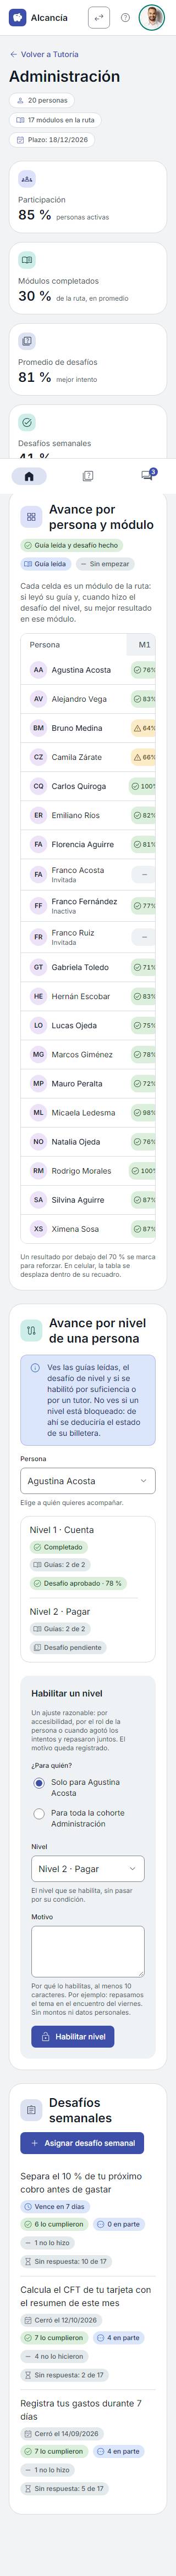 Alcancía
Volver a Tutoría
Administración
20 personas
17 módulos en la ruta
Plazo: 18/12/2026
Participación
85 % personas activas
Módulos completados
30 % de la ruta, en promedio
Promedio de desafíos
81 % mejor intento
Desafíos semanales
3
Avance por
persona y módulo
Guía leída y desafío hecho
Guía leída
Sin empezar
Cada celda es un módulo de la ruta:
si leyó su guía y, cuando hizo el
desafío del nivel, su mejor resultado
en ese módulo.
Persona M1
AA Agustina Acosta 76%
AV Alejandro Vega 83%
BM Bruno Medina 64%
CZ Camila Zárate 66%
CQ Carlos Quiroga 100%
ER Emiliano Ríos 82%
FA Florencia Aguirre 81%
FA Franco Acosta –
Invitada
FF Franco Fernández 77%
Inactiva
FR Franco Ruiz –
Invitada
GT Gabriela Toledo 71%
HE Hernán Escobar 83%
LO Lucas Ojeda 75%
MG Marcos Giménez 78%
MP Mauro Peralta 72%
ML Micaela Ledesma 98%
NO Natalia Ojeda 76%
RM Rodrigo Morales 100%
SA Silvina Aguirre 87%
XS Ximena Sosa 87%
Un resultado por debajo del 70 % se marca
para reforzar. En celular, la tabla se
desplaza dentro de su recuadro.
Avance por nivel
de una persona
Ves las guías leídas, el
desafío de nivel y si se
habilitó por suficiencia o
por un tutor. No ves si un
nivel está bloqueado: de
ahí se deduciría el estado
de su billetera.
Persona
Agustina Acosta
Elige a quién quieres acompañar.
Nivel 1 · Cuenta
Completado
Guías: 2 de 2
Desafío aprobado · 78 %
Nivel 2 · Pagar
Guías: 2 de 2
Desafío pendiente
Habilitar un nivel
Un ajuste razonable: por
accesibilidad, por el rol de la
persona o cuando agotó los
intentos y repasaron juntos. El
motivo queda registrado.
¿Para quién?
Solo para Agustina
Acosta
Para toda la cohorte
Administración
Nivel
Nivel 2 · Pagar
El nivel que se habilita, sin pasar
por su condición.
Motivo
Por qué lo habilitas, al menos 10
caracteres. Por ejemplo: repasamos
el tema en el encuentro del viernes.
Sin montos ni datos personales.
Habilitar nivel
Desafíos
semanales
Asignar desafío semanal
Separa el 10 % de tu próximo
cobro antes de gastar
Vence en 7 días
6 lo cumplieron
0 en parte
1 no lo hizo
Sin respuesta: 10 de 17
Calcula el CFT de tu tarjeta con
el resumen de este mes
Cerró el 12/10/2026
7 lo cumplieron
4 en parte
4 no lo hicieron
Sin respuesta: 2 de 17
Registra tus gastos durante 7
días
Cerró el 14/09/2026
7 lo cumplieron
4 en parte
1 no lo hizo
Sin respuesta: 5 de 17